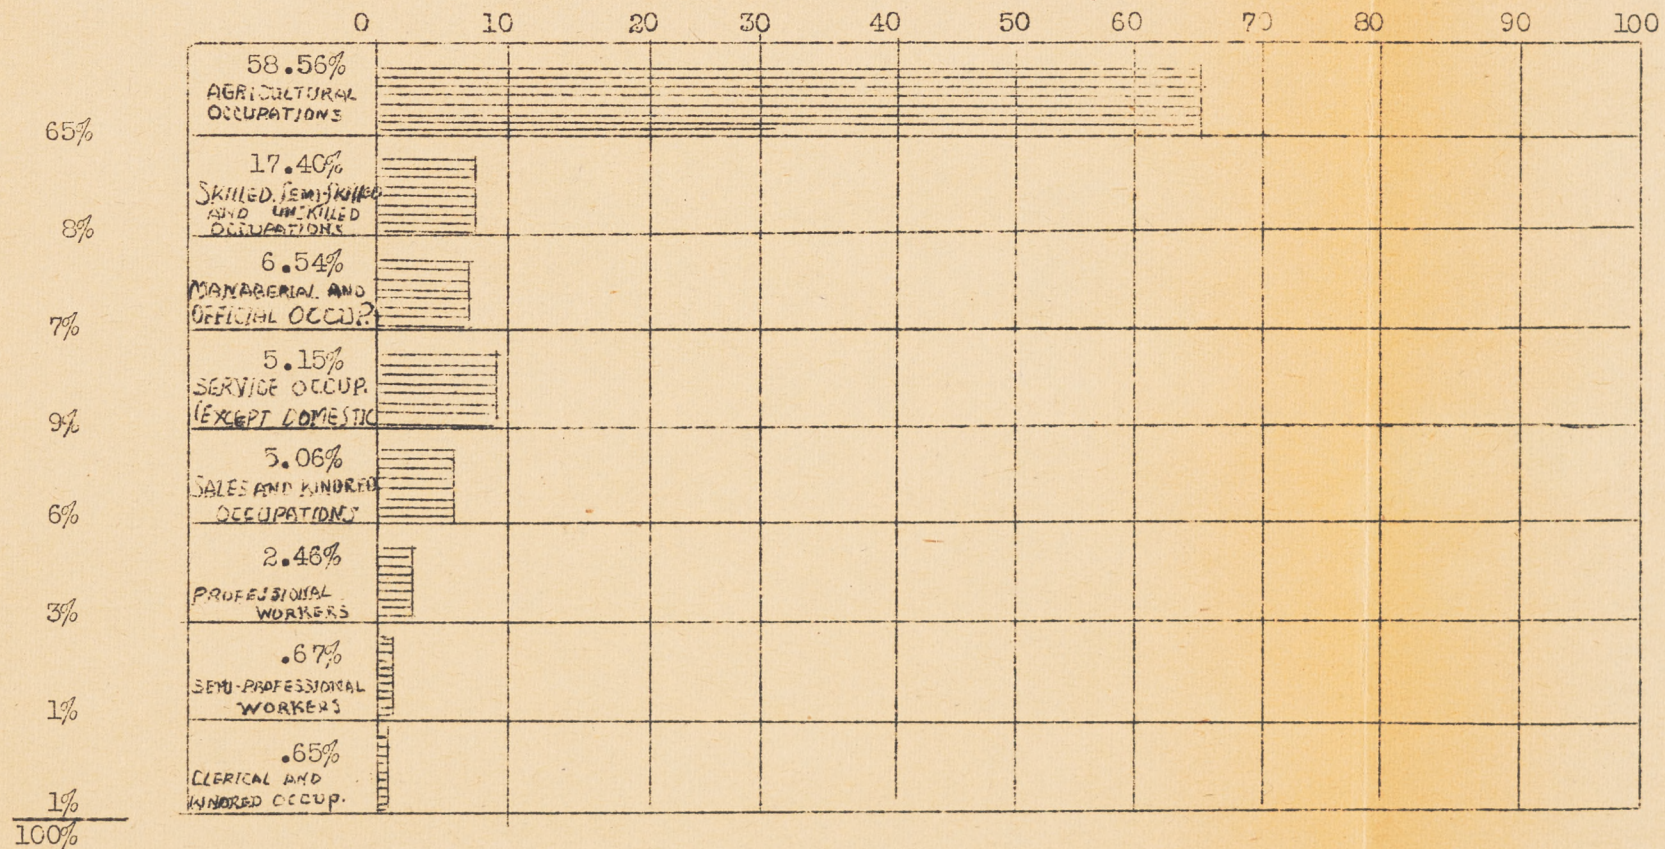 0 10 20 30 40 50 60 70 80 90 100
58.56%
AGRICULTURAL
OCCUPATIONS
65%
17.40%
SKILLED, SEMI-SKILLED
AND UNSKILLED
OCCUPATIONS
8%
6.54%
MANAGERIAL AND
OFFICIAL OCCUP.
7%
5.15%
SERVICE OCCUP.
(EXCEPT DOMESTIC
9%
5.06%
SALES AND KINDRED
OCCUPATIONS
6%
2.46%
PROFESSIONAL
WORKERS
3%
.67%
SEMI-PROFESSIONAL
WORKERS
1%
.65%
CLERICAL AND
KINDRED OCCUP.
1%
100%